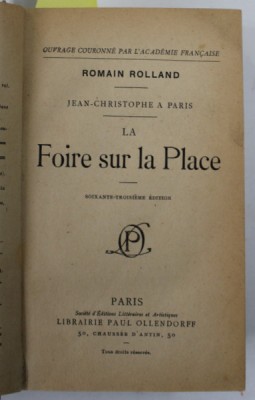 OUVRAGE COURONNÉ PAR L'ACADÉMIE FRANÇAISE
ROMAIN ROLLAND
JEAN-CHRISTOPHE A PARIS
LA
Foire sur la Place
SOIXANTE-TROISIÈME ÉDITION
PARIS
Société d'Éditions Littéraires et Artistiques
LIBRAIRIE PAUL OLLENDORFF
50, CHAUSSÉE D'ANTIN, 50
Tous droits réservés.